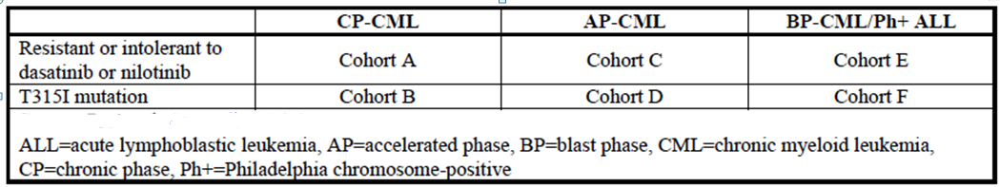 CP-CML AP-CML BP-CML/Ph+ ALL
Resistant or intolerant to
dasatinib or nilotinib Cohort A Cohort C Cohort E
T315I mutation Cohort B Cohort D Cohort F
ALL=acute lymphoblastic leukemia, AP=accelerated phase, BP=blast phase, CML=chronic myeloid leukemia,
CP=chronic phase, Ph+=Philadelphia chromosome-positive